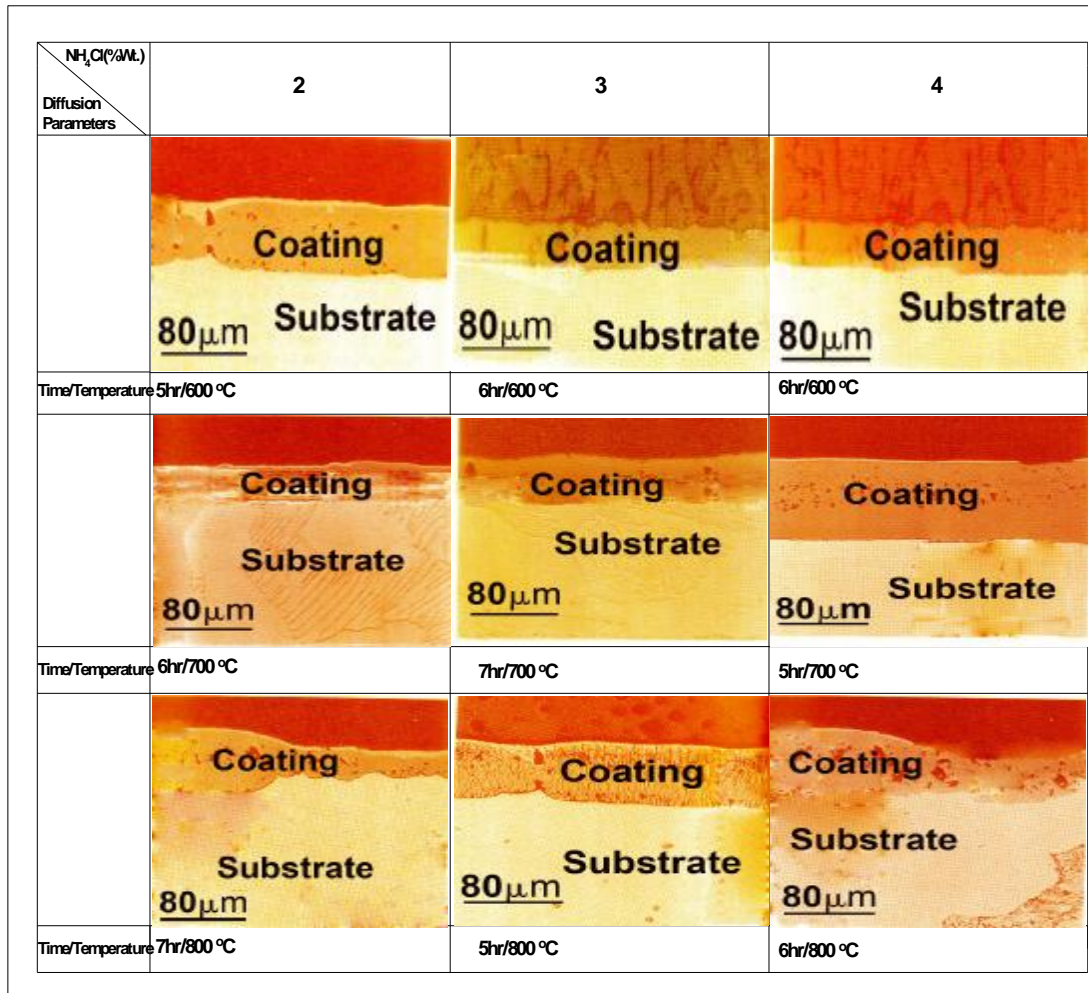 NH4Cl(%Wt.)
Diffusion
Parameters
2
3
4
Coating
Substrate
80μm
Coating
Substrate
80μm
Coating
Substrate
80μm
Time/Temperature
5hr/600 °C
6hr/600 °C
6hr/600 °C
Coating
Substrate
80μm
Coating
Substrate
80μm
Coating
Substrate
80μm
Time/Temperature
6hr/700 °C
7hr/700 °C
5hr/700 °C
Coating
Substrate
80μm
Coating
Substrate
80μm
Coating
Substrate
80μm
Time/Temperature
7hr/800 °C
5hr/800 °C
6hr/800 °C